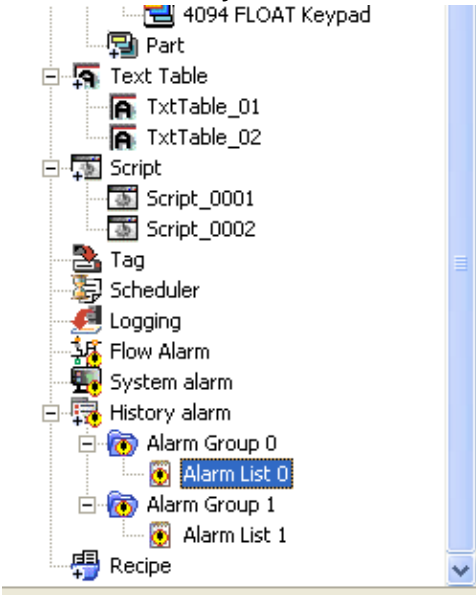 4094 FLOAT Keypad
Part
Text Table
TxtTable_01
TxtTable_02
Script
Script_0001
Script_0002
Tag
Scheduler
Logging
Flow Alarm
System alarm
History alarm
Alarm Group 0
Alarm List 0
Alarm Group 1
Alarm List 1
Recipe